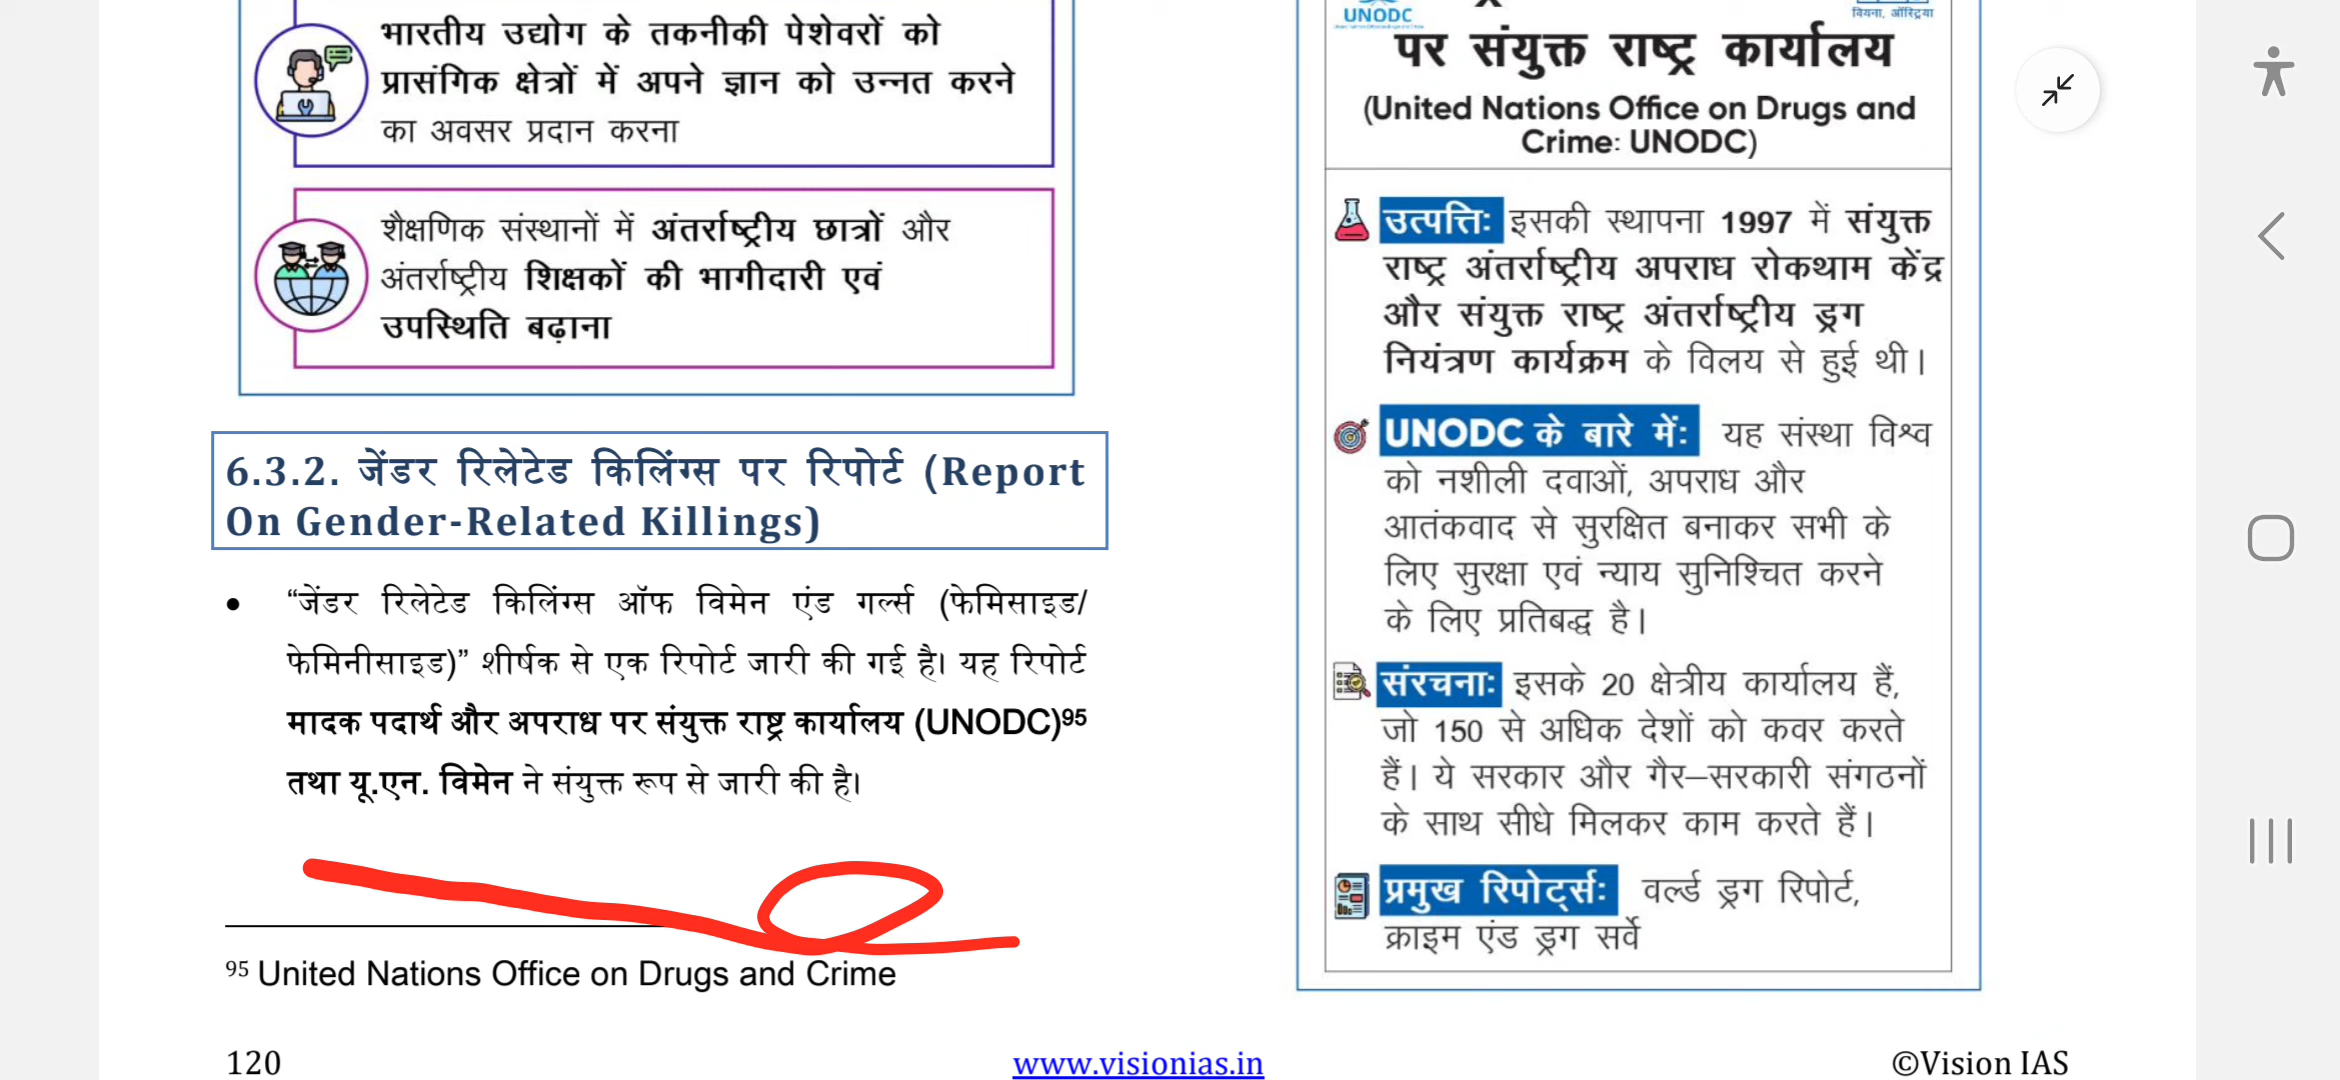 भारतीय उद्योग के तकनीकी पेशेवरों को
प्रासंगिक क्षेत्रों में अपने ज्ञान को उन्नत करने
का अवसर प्रदान करना
शैक्षणिक संस्थानों में अंतर्राष्ट्रीय छात्रों और
अंतर्राष्ट्रीय शिक्षकों की भागीदारी एवं
उपस्थिति बढ़ाना
6.3.2. जेंडर रिलेटेड किलिंग्स पर रिपोर्ट (Report
On Gender-Related Killings)
• “जेंडर रिलेटेड किलिंग्स ऑफ विमेन एंड गर्ल्स (फेमिसाइड/
फेमिनीसाइड)” शीर्षक से एक रिपोर्ट जारी की गई है। यह रिपोर्ट
मादक पदार्थ और अपराध पर संयुक्त राष्ट्र कार्यालय (UNODC)95
तथा यू.एन. विमेन ने संयुक्त रूप से जारी की है।
95 United Nations Office on Drugs and Crime
UNODC
वियना, ऑस्ट्रिया
पर संयुक्त राष्ट्र कार्यालय
(United Nations Office on Drugs and
Crime: UNODC)
उत्पत्ति: इसकी स्थापना 1997 में संयुक्त
राष्ट्र अंतर्राष्ट्रीय अपराध रोकथाम केंद्र
और संयुक्त राष्ट्र अंतर्राष्ट्रीय ड्रग
नियंत्रण कार्यक्रम के विलय से हुई थी।
UNODC के बारे में: यह संस्था विश्व
को नशीली दवाओं, अपराध और
आतंकवाद से सुरक्षित बनाकर सभी के
लिए सुरक्षा एवं न्याय सुनिश्चित करने
के लिए प्रतिबद्ध है।
संरचना: इसके 20 क्षेत्रीय कार्यालय हैं,
जो 150 से अधिक देशों को कवर करते
हैं। ये सरकार और गैर–सरकारी संगठनों
के साथ सीधे मिलकर काम करते हैं।
प्रमुख रिपोर्ट्स: वर्ल्ड ड्रग रिपोर्ट,
क्राइम एंड ड्रग सर्वे
120
www.visionias.in
©Vision IAS